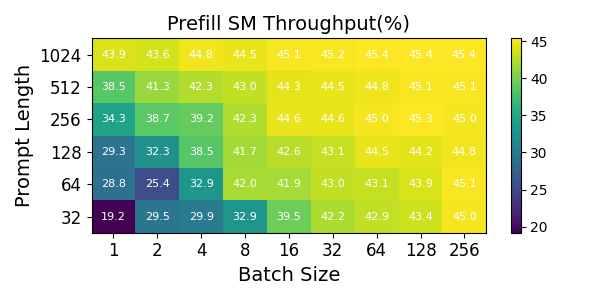 Prefill SM Throughput(%)
Prompt Length
1024 43.9 43.6 44.8 44.5 45.1 45.2 45.4 45.4 45.4
512 38.5 41.3 42.3 43.0 44.3 44.5 44.8 45.1 45.1
256 34.3 38.7 39.2 42.3 44.6 44.6 45.0 45.3 45.0
128 29.3 32.3 38.5 41.7 42.6 43.1 44.5 44.2 44.8
64 28.8 25.4 32.9 42.0 41.9 43.0 43.1 43.9 45.1
32 19.2 29.5 29.9 32.9 39.5 42.2 42.9 43.4 45.0
1 2 4 8 16 32 64 128 256
Batch Size
45
40
35
30
25
20